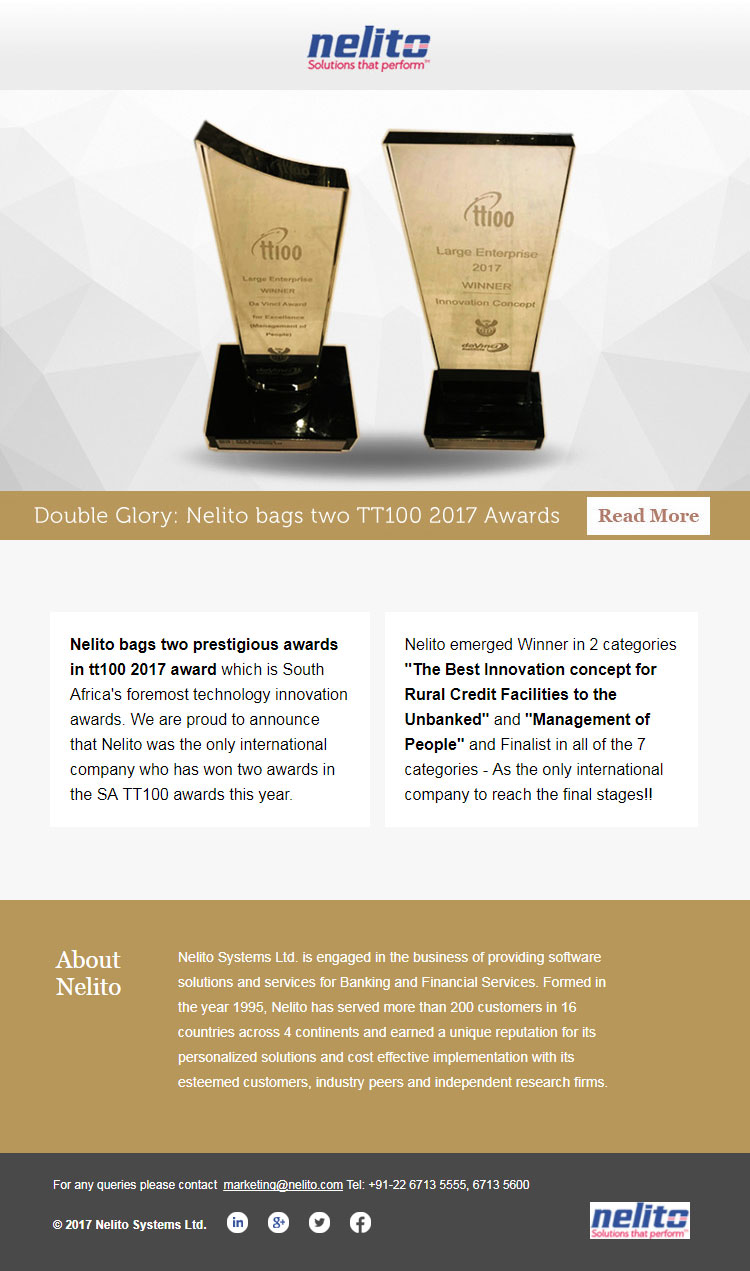 nelito
Solutions that perform™
tt100
Large Enterprise
WINNER
Da Vinci Award
for Excellence
(Management of
People)
tt100
Large Enterprise
2017
WINNER
Innovation Concept
daVinci
Double Glory: Nelito bags two TT100 2017 Awards
Read More
Nelito bags two prestigious awards
in tt100 2017 award which is South
Africa's foremost technology innovation
awards. We are proud to announce
that Nelito was the only international
company who has won two awards in
the SA TT100 awards this year.
Nelito emerged Winner in 2 categories
"The Best Innovation concept for
Rural Credit Facilities to the
Unbanked" and "Management of
People" and Finalist in all of the 7
categories - As the only international
company to reach the final stages!!
About
Nelito
Nelito Systems Ltd. is engaged in the business of providing software
solutions and services for Banking and Financial Services. Formed in
the year 1995, Nelito has served more than 200 customers in 16
countries across 4 continents and earned a unique reputation for its
personalized solutions and cost effective implementation with its
esteemed customers, industry peers and independent research firms.
For any queries please contact marketing@nelito.com Tel: +91-22 6713 5555, 6713 5600
© 2017 Nelito Systems Ltd.
nelito
Solutions that perform™